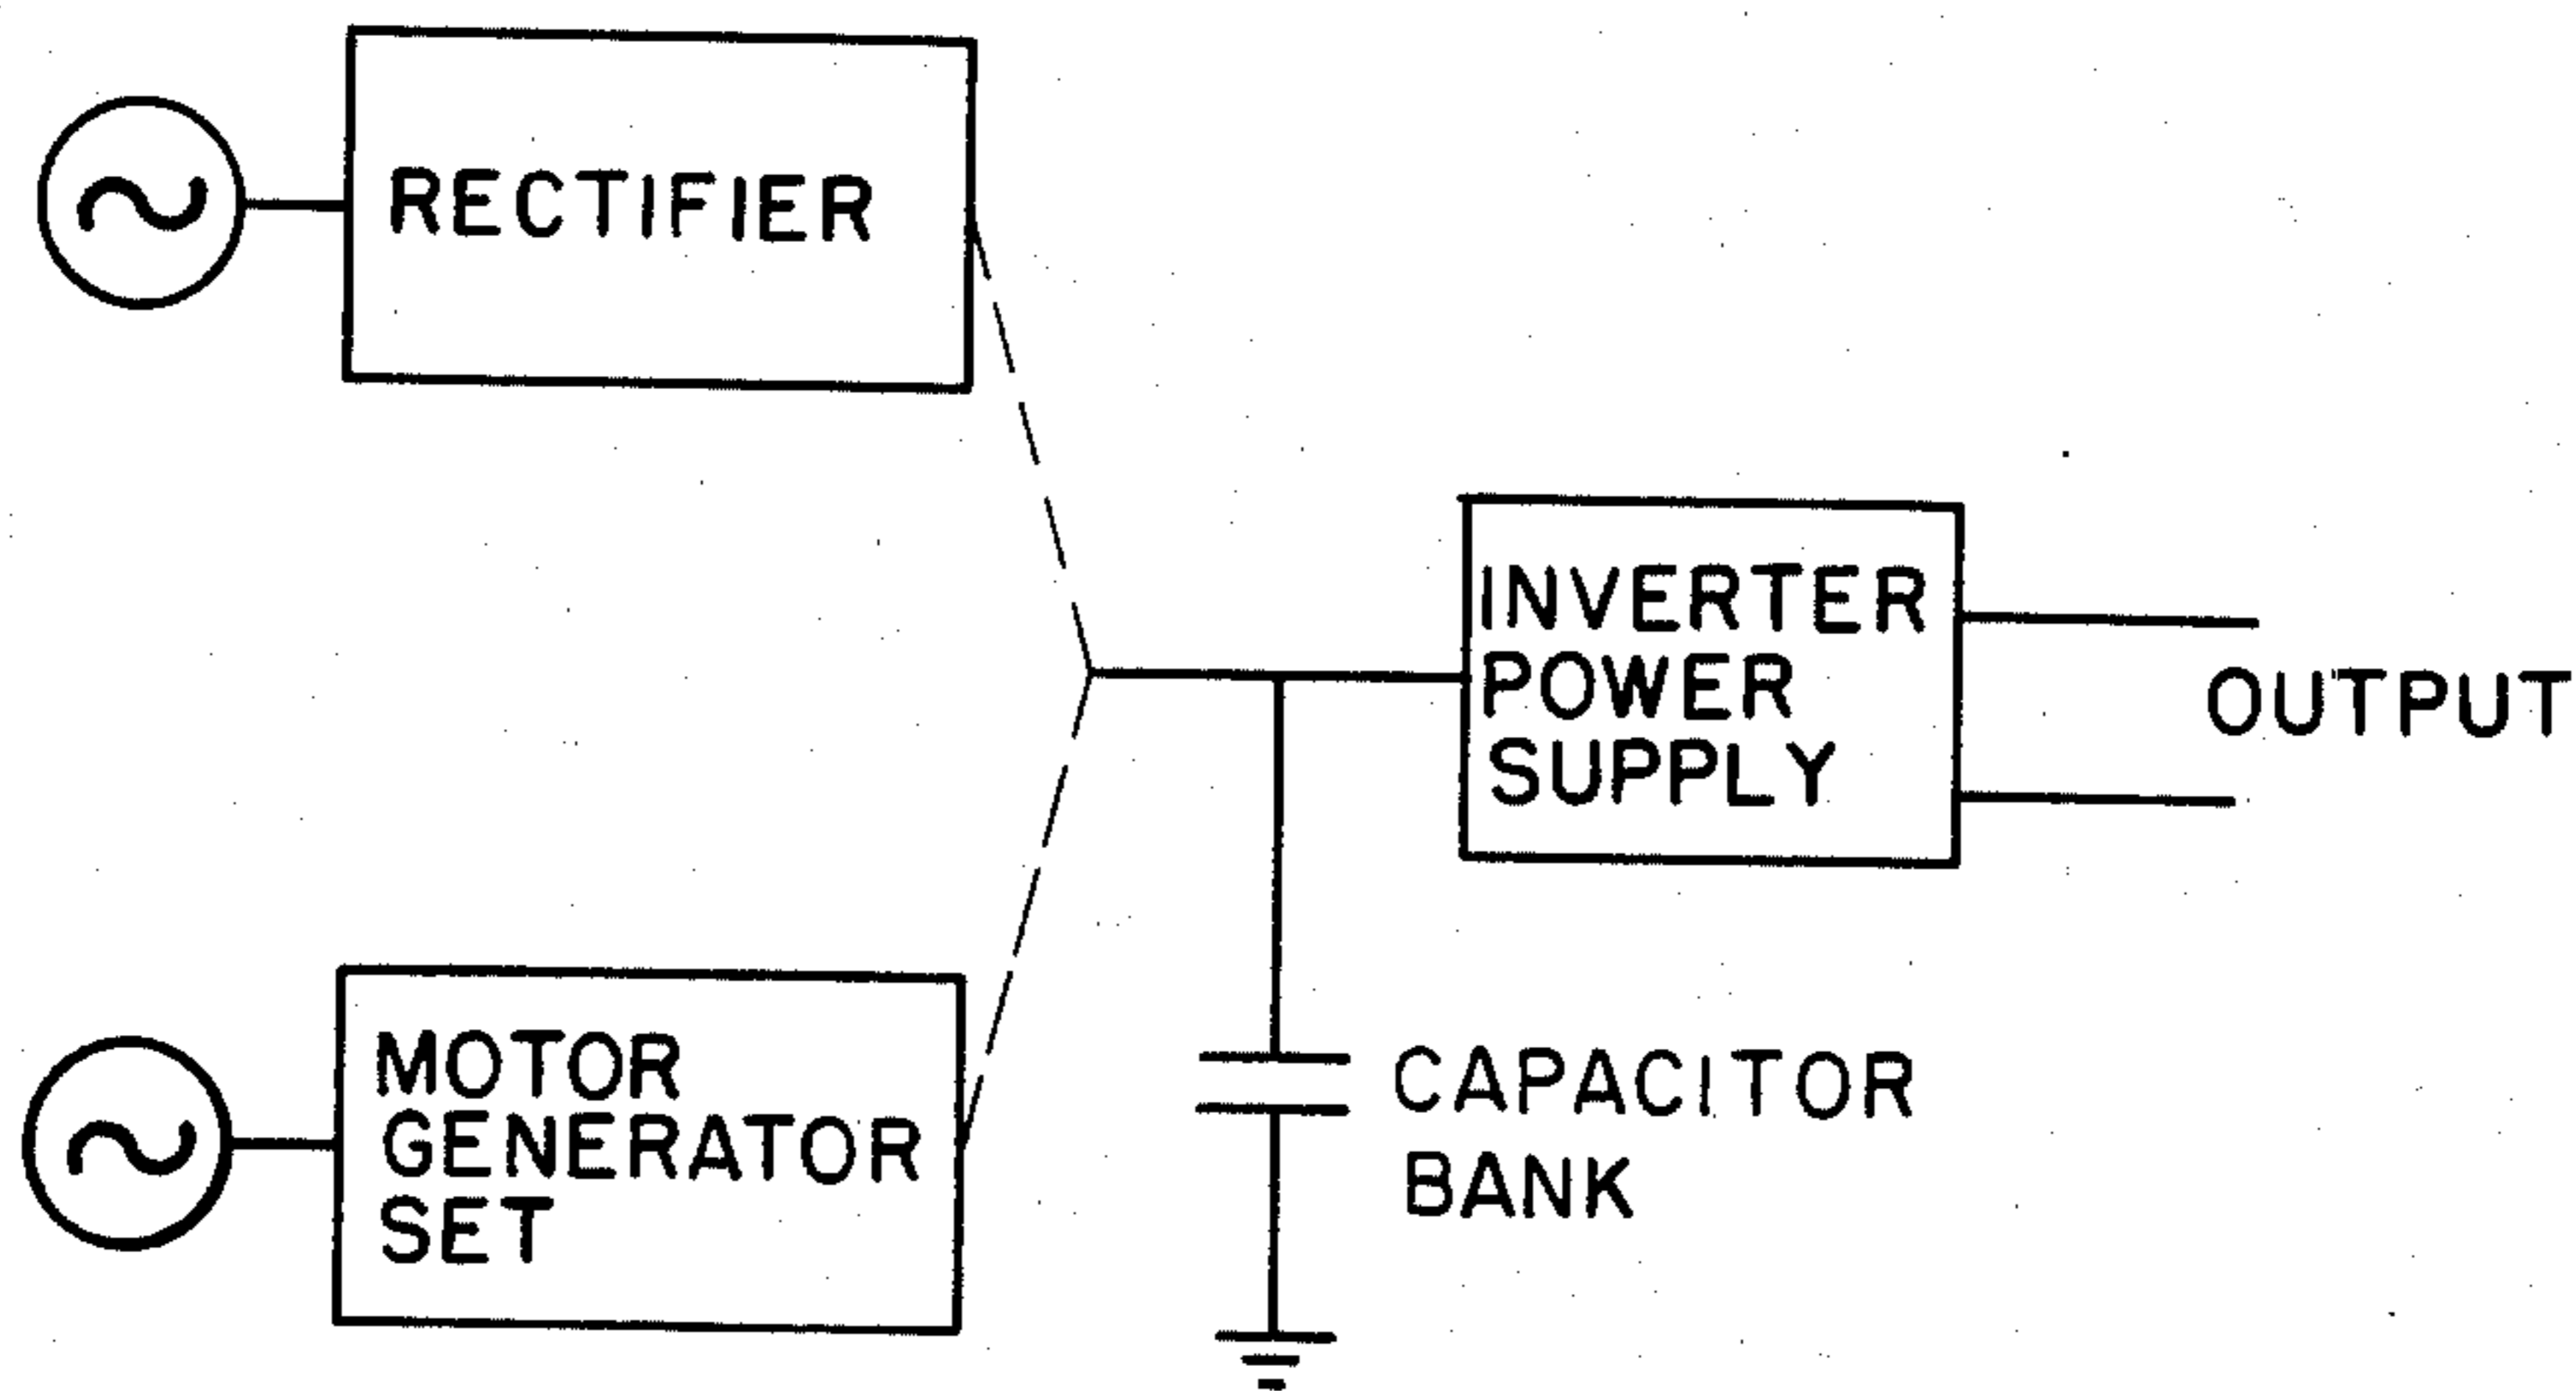 RECTIFIER
INVERTER
POWER
SUPPLY
OUTPUT
MOTOR
GENERATOR
SET
CAPACITOR
BANK